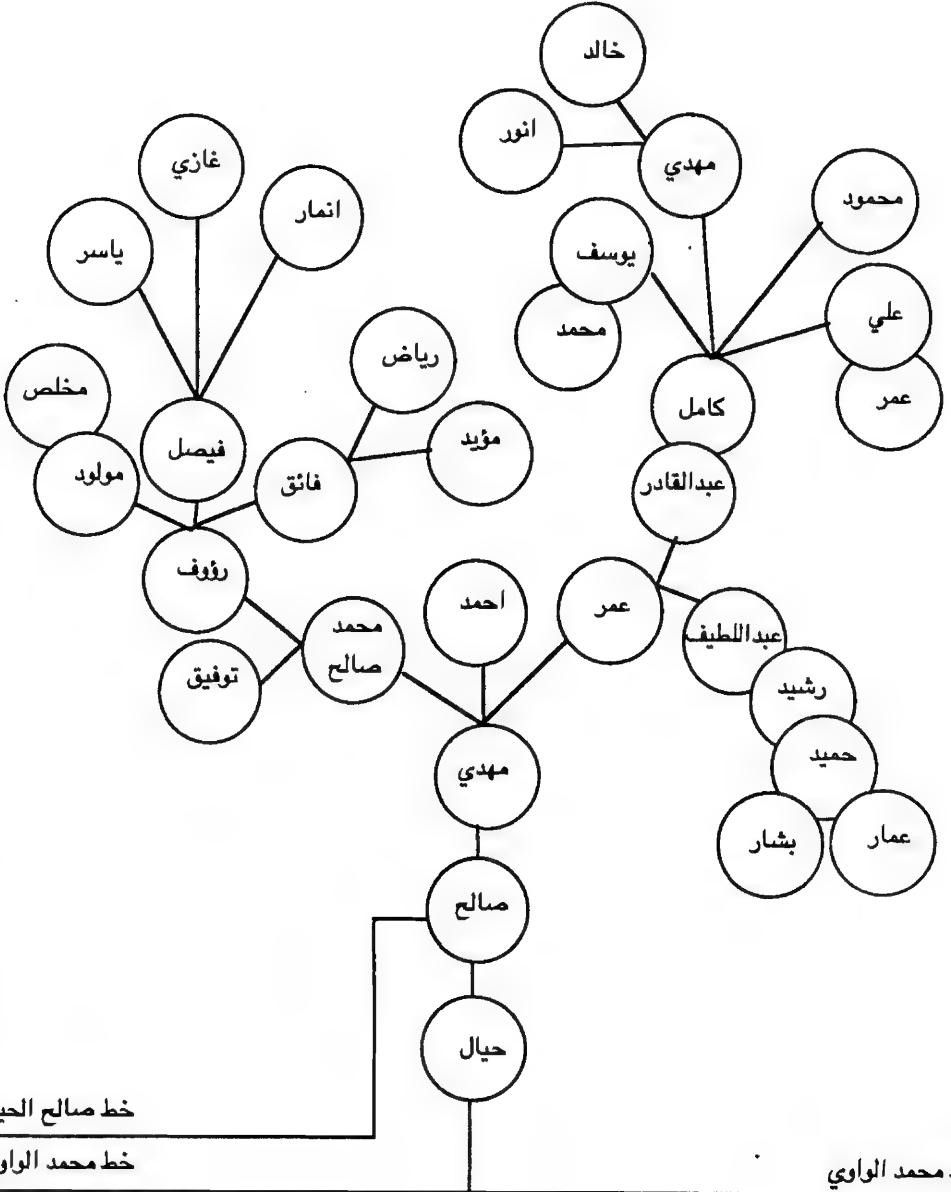 خالد
انور
مهدي
غازي
محمود
انمار
ياسر
يوسف
علي
محمد
رياض
مخلص
كامل
عمر
مؤيد
فيصل
مولود
فائق
عبدالقادر
رؤوف
احمد
عمر
محمد
صالح
عبداللطيف
توفيق
رشيد
حميد
مهدي
عمار
بشار
صالح
حيال
خط صالح
خط محمد
محمد الواوي